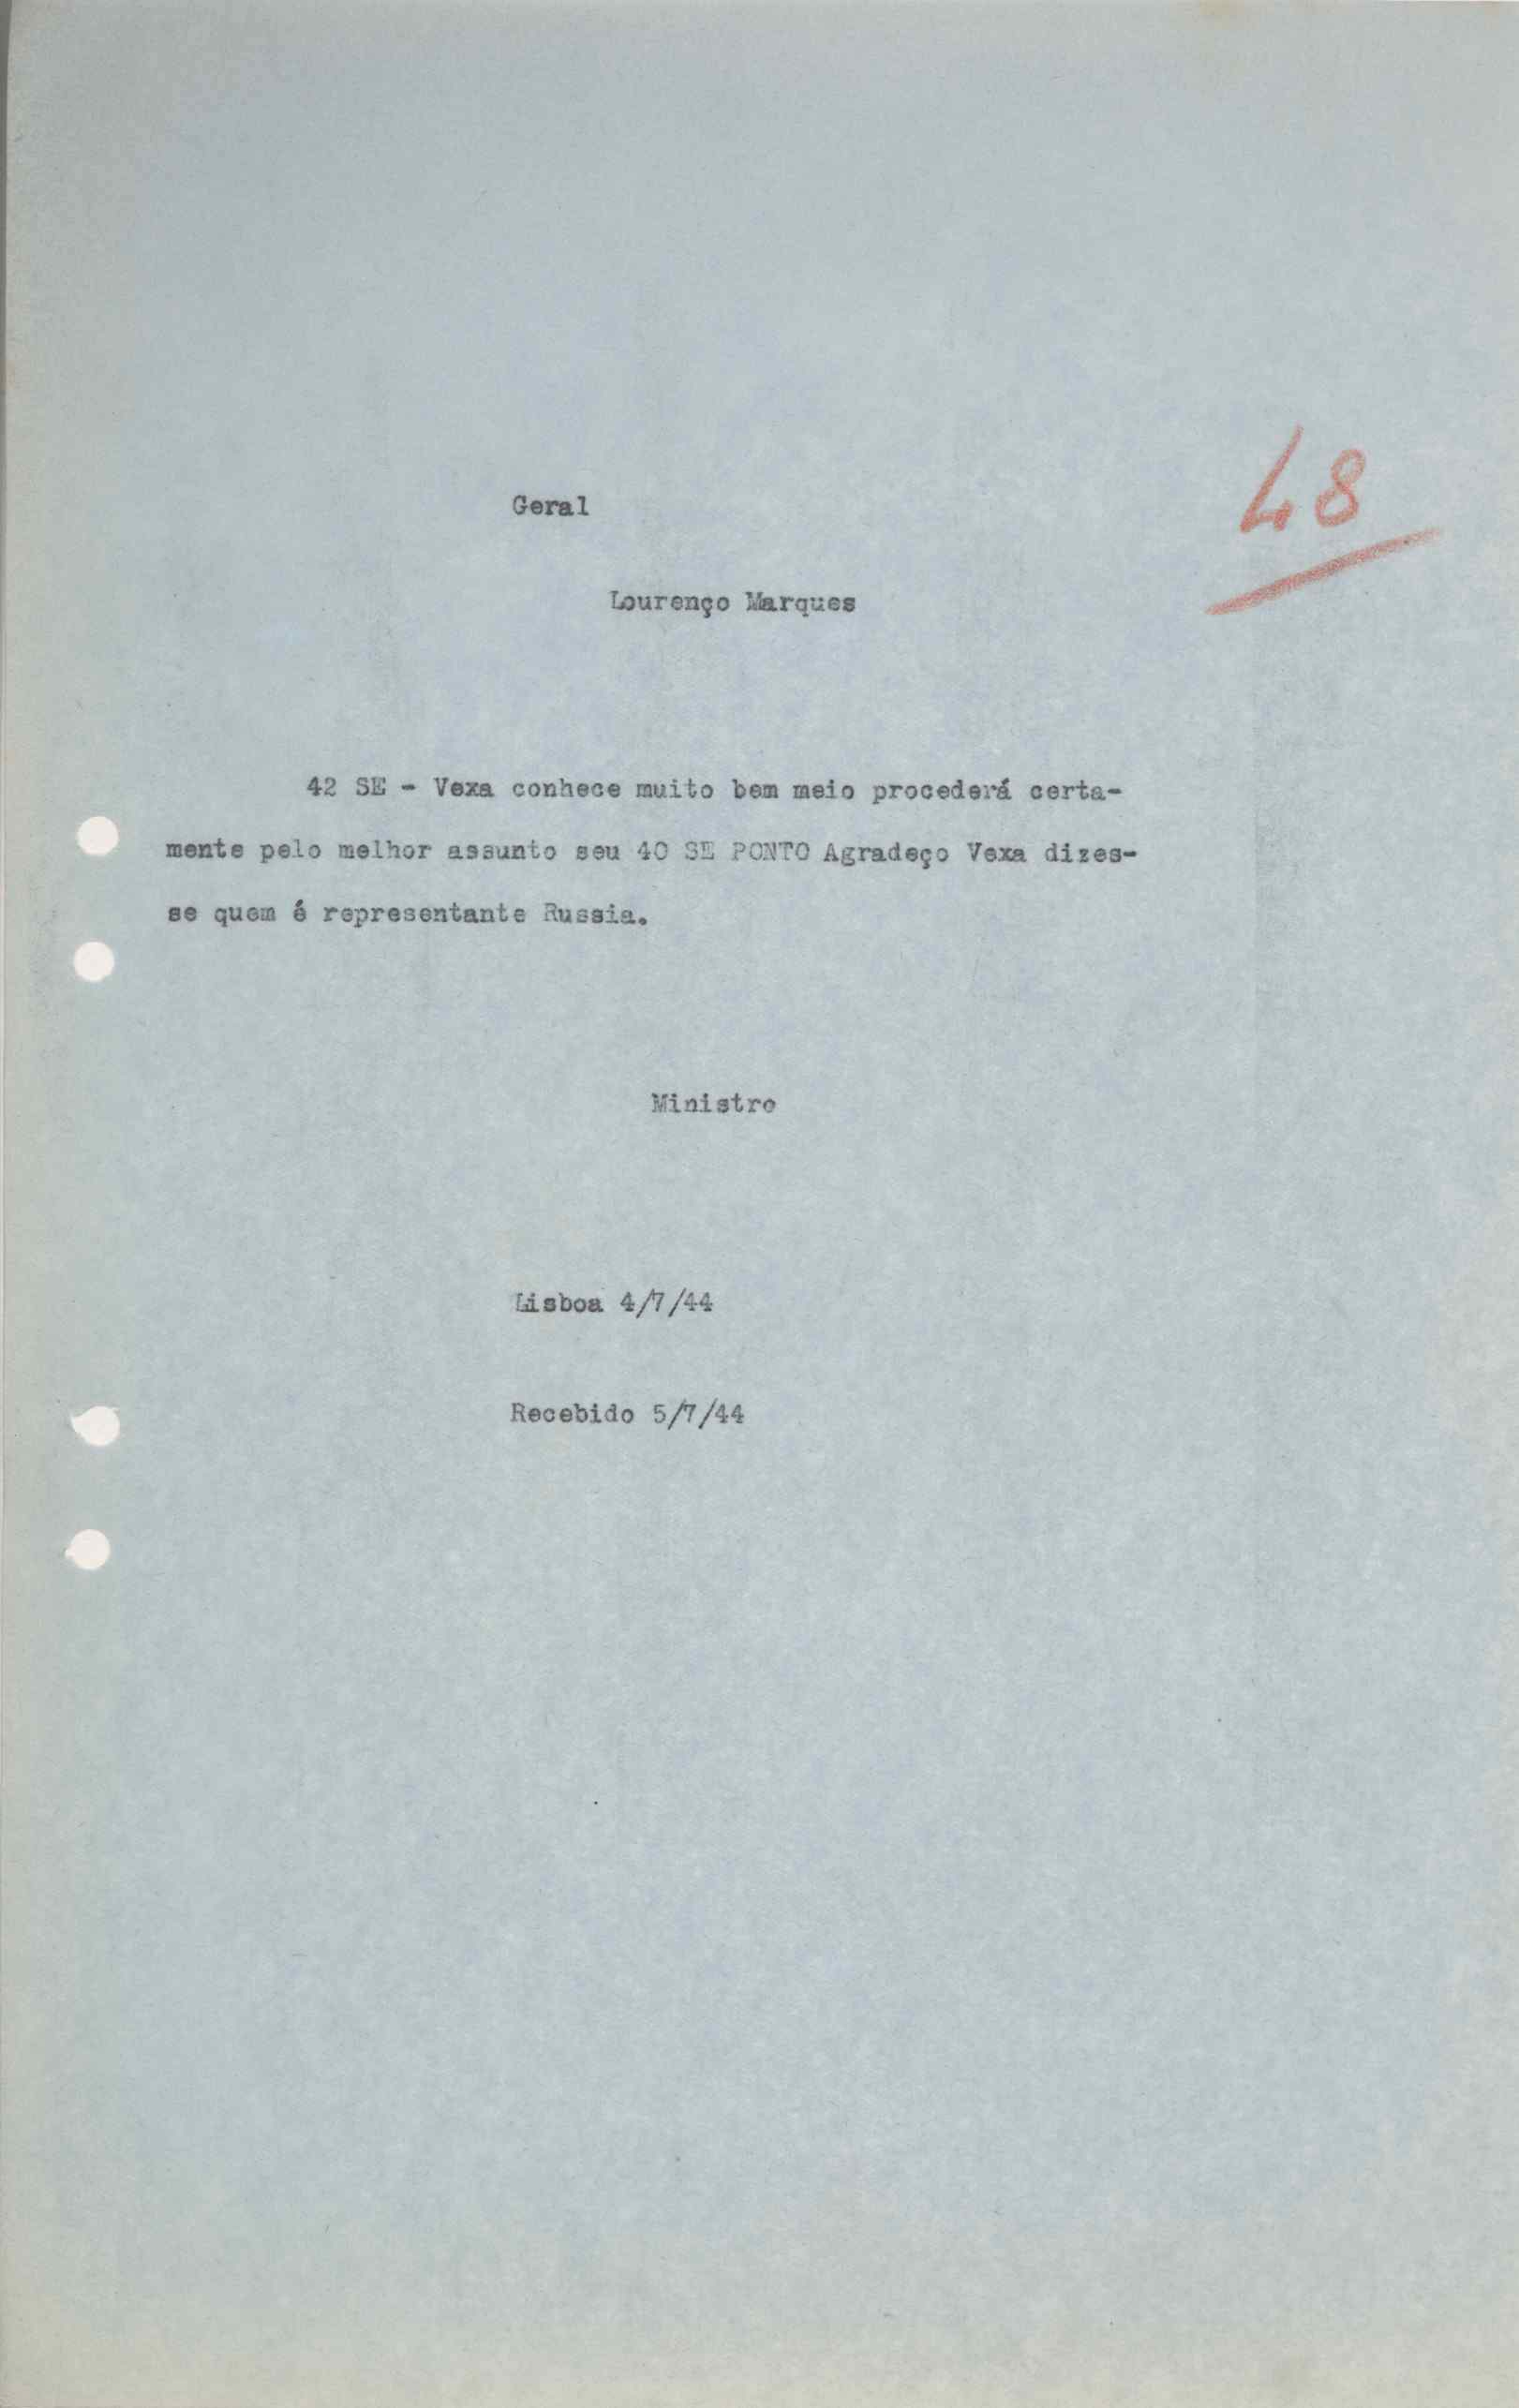 48
Geral
Lourenço Marques
42 SE - Vexa conhece muito bem meio procederá certa-
mente pelo melhor assunto seu 40 SE PONTO Agradeço Vexa dizes-
se quem é representante Russia.
Ministro
Lisboa 4/7/44
Recebido 5/7/44